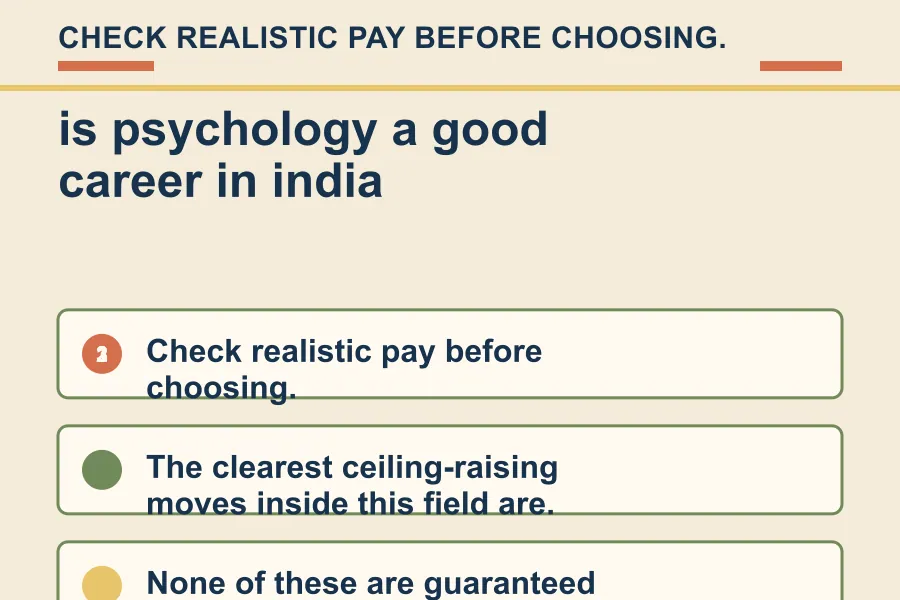 CHECK REALISTIC PAY BEFORE CHOOSING.
is psychology a good
career in india
Check realistic pay before
choosing.
The clearest ceiling-raising
moves inside this field are.
None of these are guaranteed